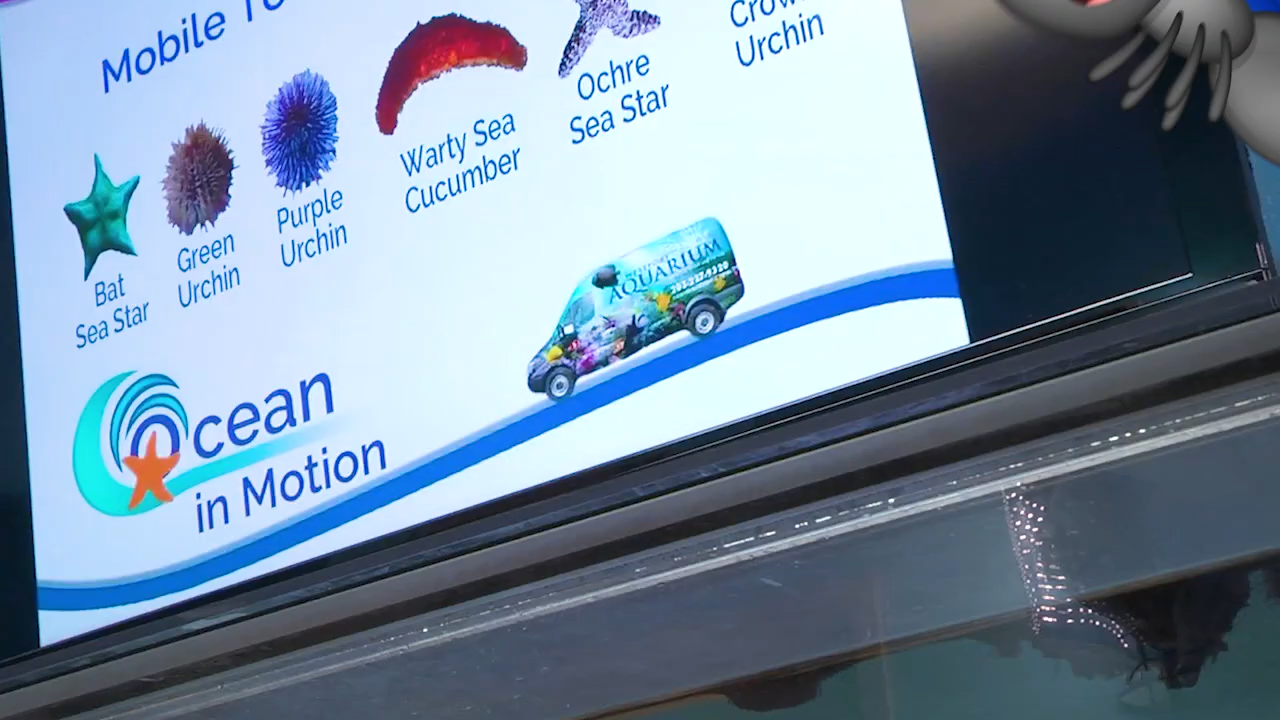 Mobile
Bat
Sea Star
Green
Urchin
Purple
Urchin
Warty Sea
Cucumber
Ochre
Sea Star
Urchin
AQUARIUM
Ocean
in Motion